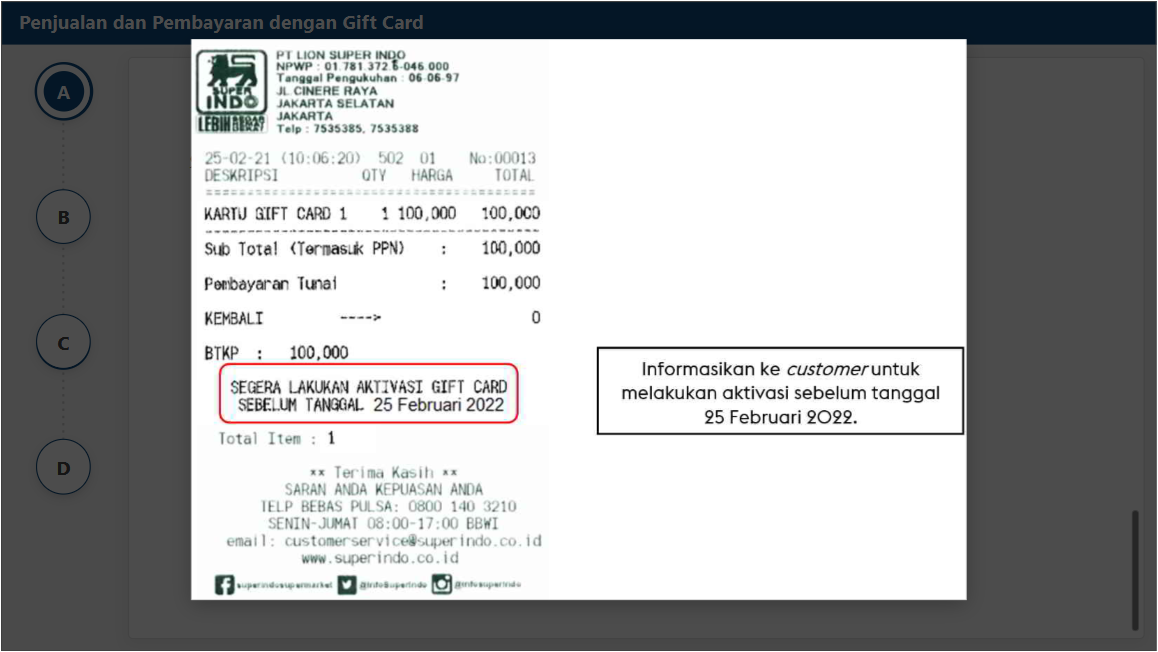 Penjualan dan Pembayaran dengan Gift Card
A
B
C
D
SUPER
INDO
LEBIH SEGAR
HEMAT
PT LION SUPER INDO
NPWP : 01.781.372.6-046.000
Tanggal Pengukuhan : 06-06-97
JL.CINERE RAYA
JAKARTA SELATAN
JAKARTA
Telp : 7535385, 7535388
25-02-21 (10:06:20) 502 01 No:00013
DESKRIPSI QTY HARGA TOTAL
====================================
KARTU GIFT CARD 1 1 100,000 100,000
------------------------------------
Sub Total (Termasuk PPN) : 100,000
Pembayaran Tunai : 100,000
KEMBALI ----> 0
BTKP : 100,000
SEGERA LAKUKAN AKTIVASI GIFT CARD
SEBELUM TANGGAL 25 Februari 2022
Total Item : 1
** Terima Kasih **
SARAN ANDA KEPUASAN ANDA
TELP BEBAS PULSA: 0800 140 3210
SENIN-JUMAT 08:00-17:00 BBWI
email: customerservice@superindo.co.id
www.superindo.co.id
superindosupermarket @InfoSuperIndo @infosuperindo
Informasikan ke customer untuk
melakukan aktivasi sebelum tanggal
25 Februari 2022.